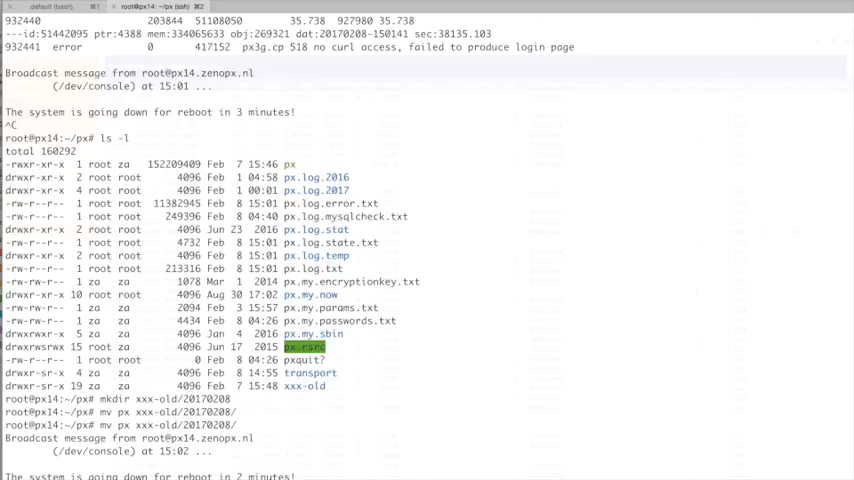 default (bash) ⌘1 root@px14: ~/px (ssh) ⌘2
932440 203844 51108050 35.738 927980 35.738
---id:51442095 ptr:4388 mem:334065633 obj:269321 dat:20170208-150141 sec:38135.103
932441 error 0 417152 px3g.cp 518 no curl access, failed to produce login page
Broadcast message from root@px14.zenopx.nl
(/dev/console) at 15:01 ...
The system is going down for reboot in 3 minutes!
^C
root@px14:~/px# ls -l
total 160292
-rwxr-xr-x 1 root za 152209409 Feb 7 15:46 px
drwxr-xr-x 2 root root 4096 Jan 1 04:58 px.log.2016
drwxr-xr-x 4 root root 4096 Feb 1 00:01 px.log.2017
-rw-r--r-- 1 root root 11382945 Feb 8 15:01 px.log.error.txt
-rw-r--r-- 1 root root 249396 Feb 8 04:40 px.log.mysqlcheck.txt
drwxr-xr-x 2 root root 4096 Jun 23 2016 px.log.stat
-rw-r--r-- 1 root root 4732 Feb 8 15:01 px.log.state.txt
drwxr-xr-x 2 root root 4096 Feb 8 15:01 px.log.temp
-rw-r--r-- 1 root root 213316 Feb 8 15:01 px.log.txt
-rw-r--r-- 1 za za 1078 Mar 1 2014 px.my.encryptionkey.txt
drwxr-xr-x 10 root root 4096 Aug 30 17:02 px.my.now
-rw-r--r-- 1 za za 2094 Feb 3 15:57 px.my.params.txt
-rw-r--r-- 1 za za 4434 Feb 8 04:26 px.my.passwords.txt
drwxrwsr-x 5 za za 4096 Jan 4 2016 px.my.sbin
drwxrwsrwx 15 root za 4096 Jun 17 2015 px.rsrc
-rw-r--r-- 1 root root 0 Feb 8 04:26 pxquit?
drwxr-sr-x 4 za za 4096 Feb 8 14:55 transport
drwxr-sr-x 19 za za 4096 Feb 7 15:48 xxx-old
root@px14:~/px# mkdir xxx-old/20170208
root@px14:~/px# mv px xxx-old/20170208/
root@px14:~/px# mv px xxx-old/20170208/
Broadcast message from root@px14.zenopx.nl
(/dev/console) at 15:02 ...
The system is going down for reboot in 2 minutes!